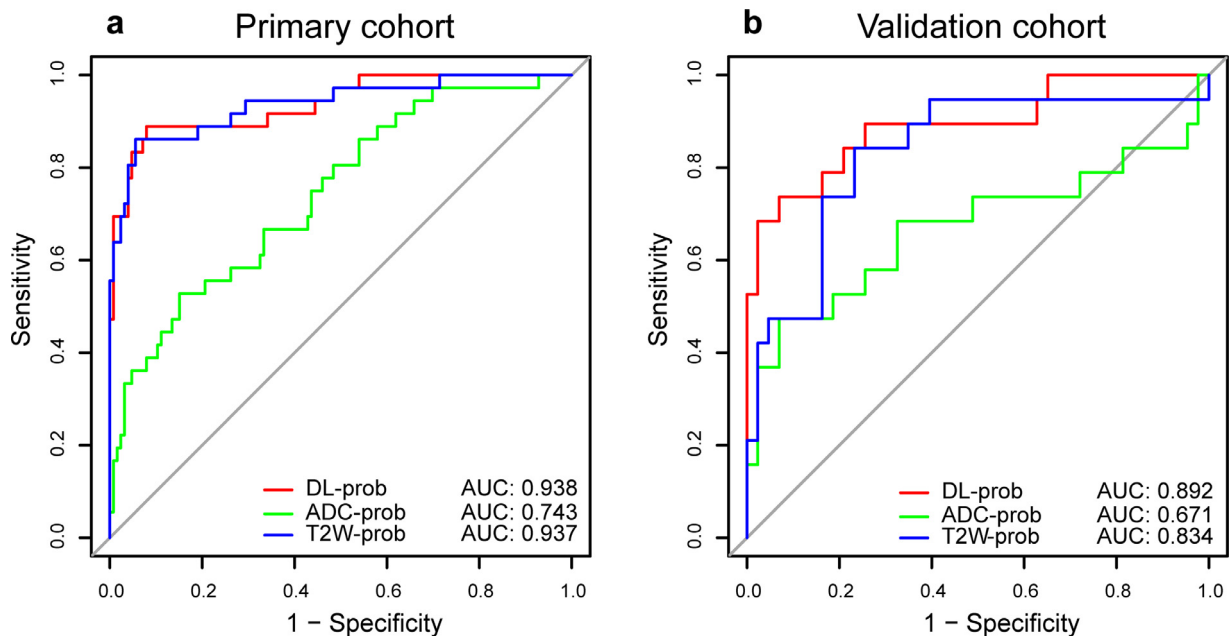 a Primary cohort
Sensitivity
1.0
0.8
0.6
0.4
0.2
0.0
DL-prob AUC: 0.938
ADC-prob AUC: 0.743
T2W-prob AUC: 0.937
0.0 0.2 0.4 0.6 0.8 1.0
1 − Specificity
b Validation cohort
Sensitivity
1.0
0.8
0.6
0.4
0.2
0.0
DL-prob AUC: 0.892
ADC-prob AUC: 0.671
T2W-prob AUC: 0.834
0.0 0.2 0.4 0.6 0.8 1.0
1 − Specificity